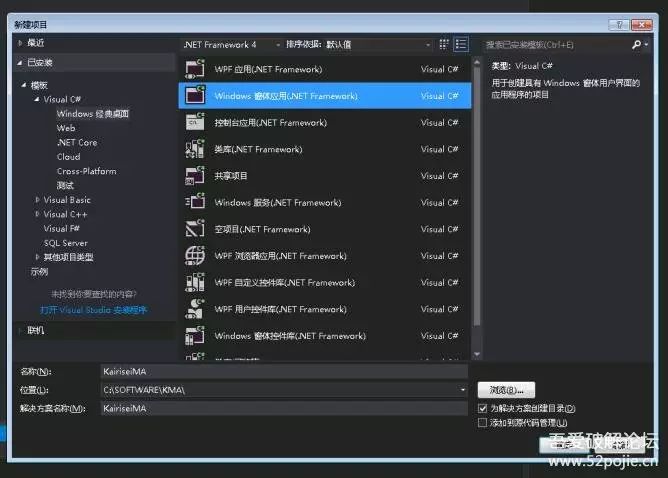 新建项目
最近
.NET Framework 4 排序依据: 默认值
搜索已安装模板(Ctrl+E)
已安装
模板
Visual C#
Windows 经典桌面
Web
.NET Core
Cloud
Cross-Platform
测试
Visual Basic
Visual C++
Visual F#
SQL Server
其他项目类型
示例
未找到你要查找的内容?
打开 Visual Studio 安装程序
联机
WPF 应用(.NET Framework) Visual C#
Windows 窗体应用(.NET Framework) Visual C#
控制台应用(.NET Framework) Visual C#
类库(.NET Framework) Visual C#
共享项目 Visual C#
Windows 服务(.NET Framework) Visual C#
空项目(.NET Framework) Visual C#
WPF 浏览器应用(.NET Framework) Visual C#
WPF 自定义控件库(.NET Framework) Visual C#
WPF 用户控件库(.NET Framework) Visual C#
Windows 窗体控件库(.NET Framework) Visual C#
类型: Visual C#
用于创建具有 Windows 窗体用户界面的
应用程序的项目
名称(N): KairiseiMA
位置(L): C:\SOFTWARE\KMA\
浏览(B)...
解决方案名称(M): KairiseiMA
为解决方案创建目录(D)
添加到源代码管理(U)
吾爱破解论坛
www.52pojie.cn